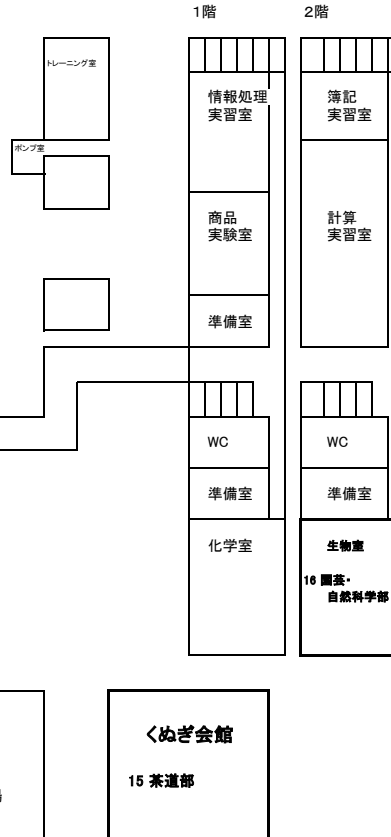 1階
2階
トレーニング室
ポンプ室
情報処理
実習室
簿記
実習室
商品
実験室
計算
実習室
準備室
WC
WC
準備室
準備室
化学室
生物室
16 園芸・
自然科学部
くぬぎ会館
15 茶道部